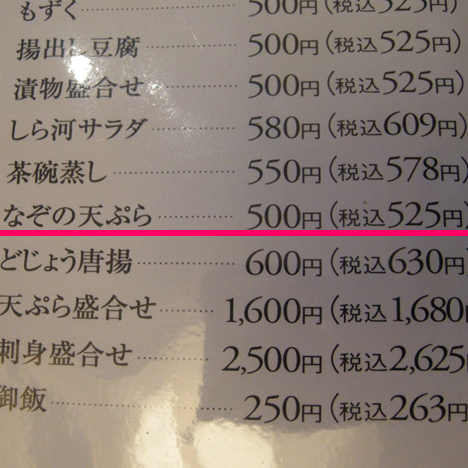 もずく 500円(税込525円)
揚出し豆腐 500円(税込525円)
漬物盛合せ 500円(税込525円)
しら河サラダ 580円(税込609円)
茶碗蒸し 550円(税込578円)
なぞの天ぷら 500円(税込525円)
どじょう唐揚 600円(税込630円
天ぷら盛合せ 1,600円(税込1,680円
刺身盛合せ 2,500円(税込2,625
御飯 250円(税込263円